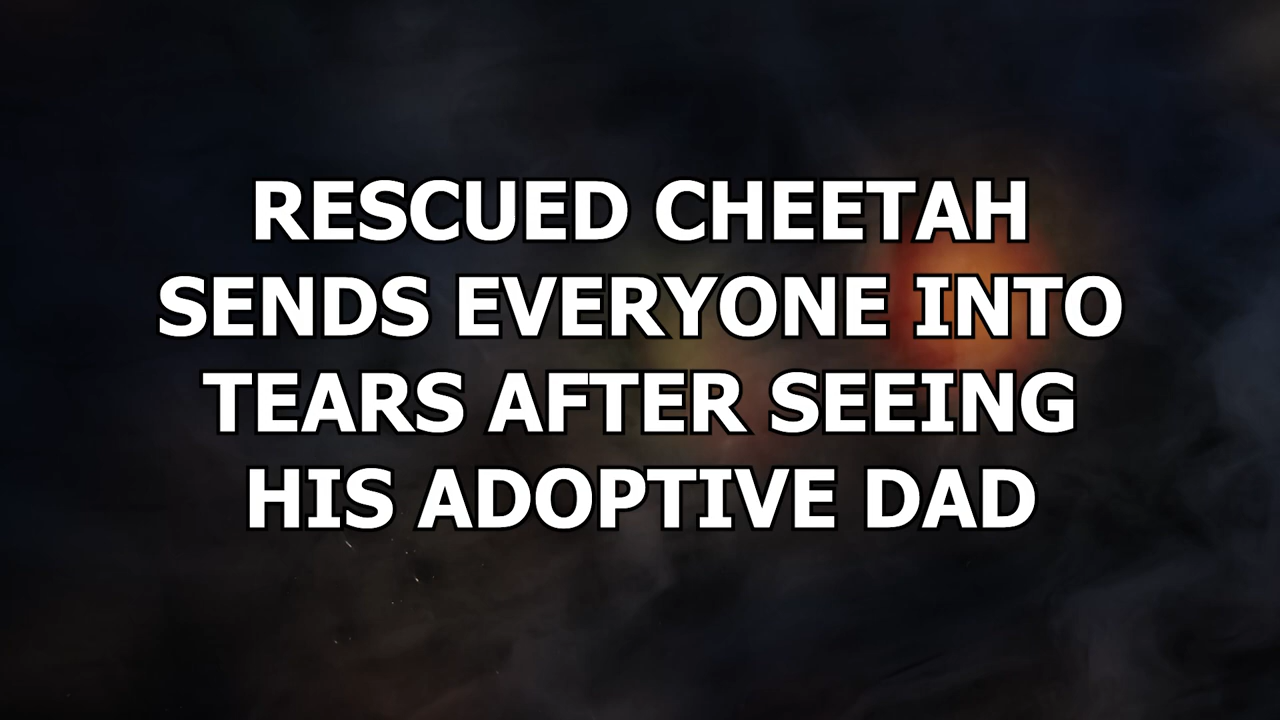 RESCUED CHEETAH
SENDS EVERYONE INTO
TEARS AFTER SEEING
HIS ADOPTIVE DAD